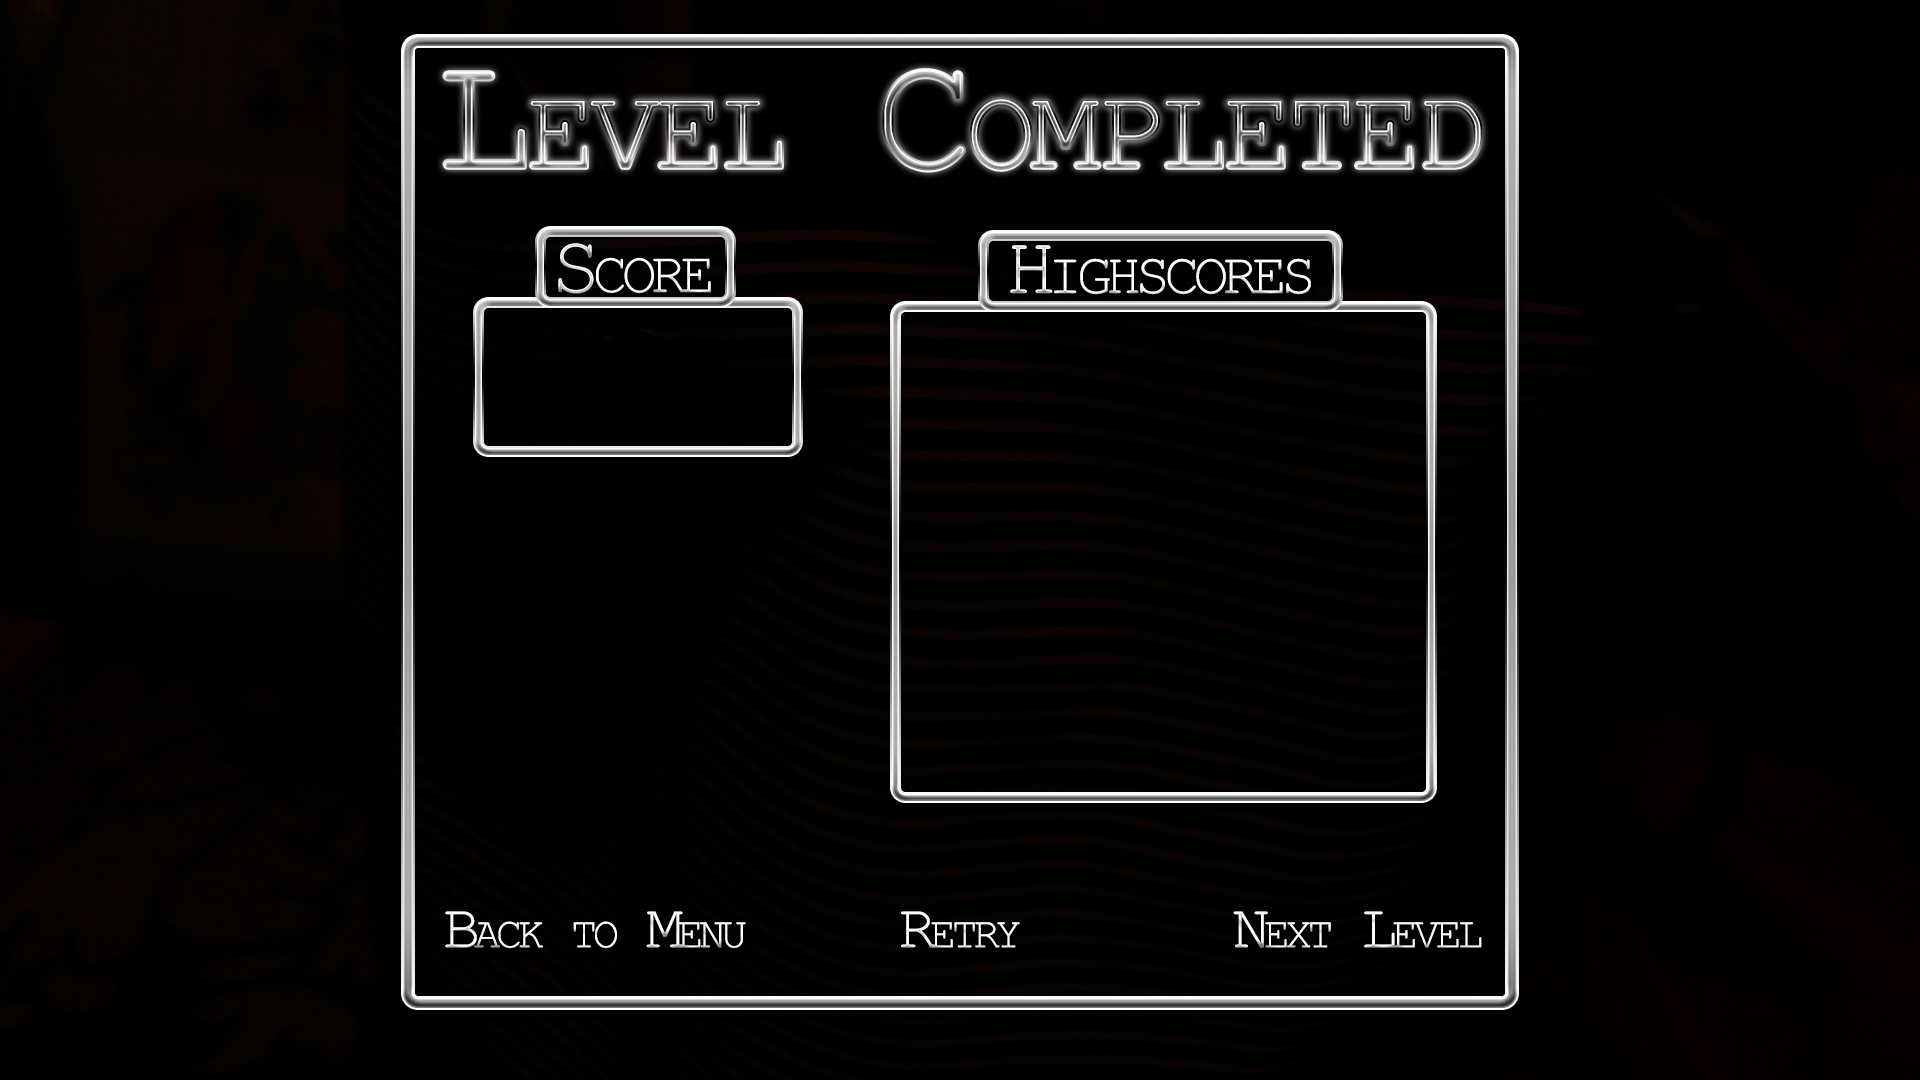 Level Completed
Score
Highscores
Back to Menu
Retry
Next Level